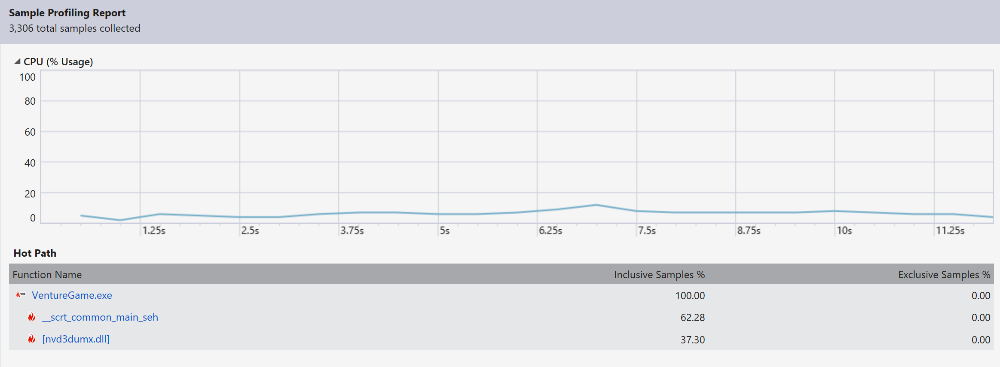 Sample Profiling Report
3,306 total samples collected
CPU (% Usage)
100
80
60
40
20
0
1.25s 2.5s 3.75s 5s 6.25s 7.5s 8.75s 10s 11.25s
Hot Path
Function Name Inclusive Samples % Exclusive Samples %
VentureGame.exe 100.00 0.00
__scrt_common_main_seh 62.28 0.00
[nvd3dumx.dll] 37.30 0.00